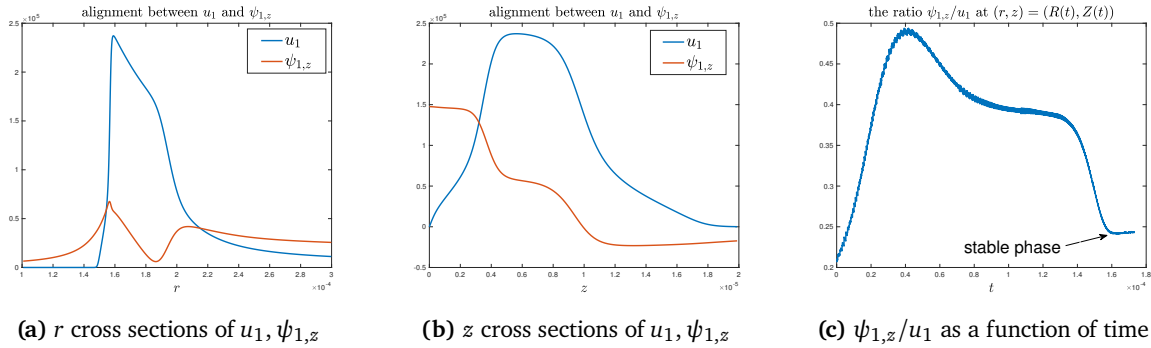 alignment between u₁ and ψ₁,z
×10⁵
2.5
2
1.5
1
0.5
0
1 1.2 1.4 1.6 1.8 2 2.2 2.4 2.6 2.8 3
×10⁻⁴
r
u₁
ψ₁,z
(a) r cross sections of u₁, ψ₁,z
alignment between u₁ and ψ₁,z
×10⁵
2.5
2
1.5
1
0.5
0
-0.5
0 0.2 0.4 0.6 0.8 1 1.2 1.4 1.6 1.8 2
×10⁻⁵
z
u₁
ψ₁,z
(b) z cross sections of u₁, ψ₁,z
the ratio ψ₁,z/u₁ at (r, z) = (R(t), Z(t))
0.5
0.45
0.4
0.35
0.3
0.25
0.2
0 0.2 0.4 0.6 0.8 1 1.2 1.4 1.6 1.8
×10⁻⁴
t
stable phase
(c) ψ₁,z/u₁ as a function of time